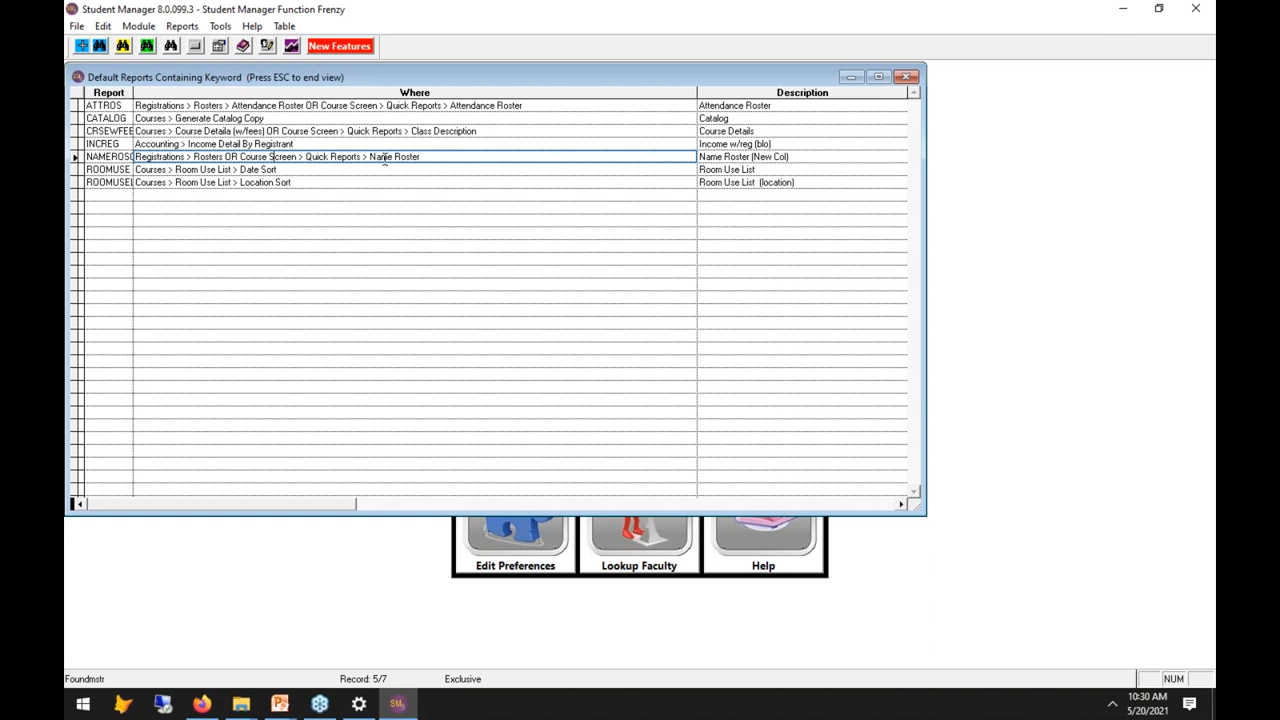 Student Manager 8.0.099.3 - Student Manager Function Frenzy
File Edit Module Reports Tools Help Table
New Features
Default Reports Containing Keyword (Press ESC to end view)
Report Where Description
ATTROS Registrations > Rosters > Attendance Roster OR Course Screen > Quick Reports > Attendance Roster Attendance Roster
CATALOG Courses > Generate Catalog Copy Catalog
CRSEWFEE Courses > Course Detaila (w/fees) OR Course Screen > Quick Reports > Class Description Course Details
INCREG Accounting > Income Detail By Registrant Income w/reg (blo)
NAMEROSC Registrations > Rosters OR Course Screen > Quick Reports > Name Roster Name Roster (New Col)
ROOMUSE Courses > Room Use List > Date Sort Room Use List
ROOMUSEL Courses > Room Use List > Location Sort Room Use List (location)
Edit Preferences Lookup Faculty Help
Foundmstr Record: 5/7 Exclusive NUM
SM
10:30 AM
5/20/2021